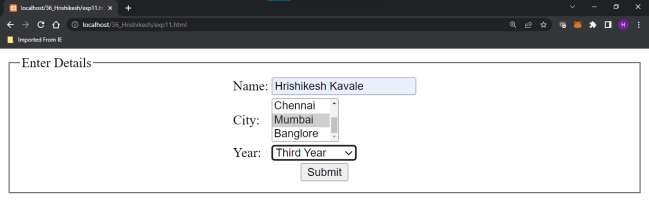 localhost/36_Hrishikesh/exp11.h
localhost/36_Hrishikesh/exp11.html
H
Imported From IE
Enter Details
Name: Hrishikesh Kavale
Chennai
City: Mumbai
Banglore
Year: Third Year
Submit